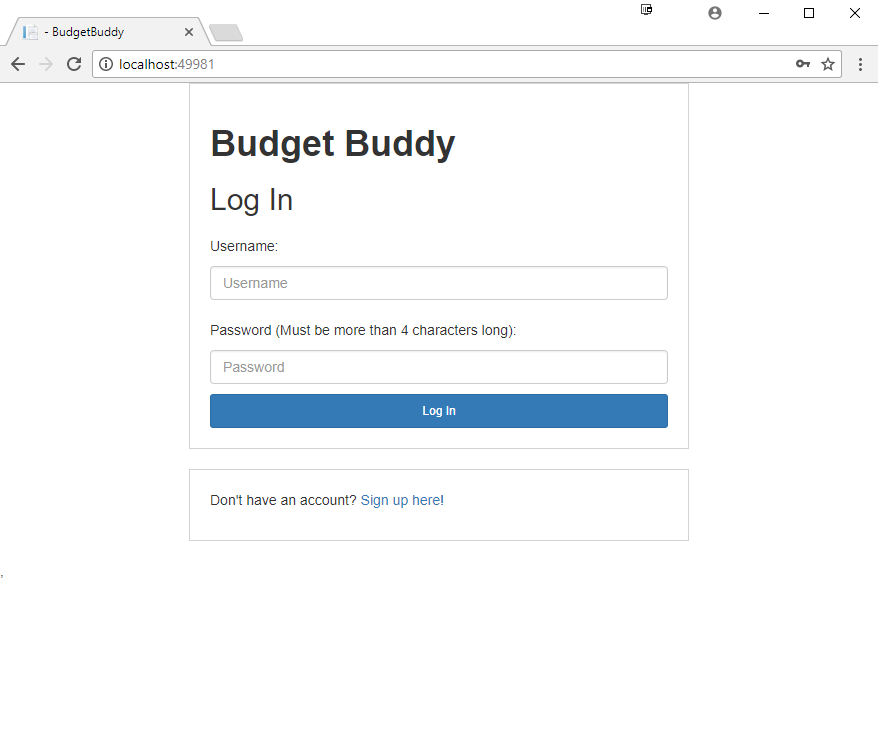 - BudgetBuddy
localhost:49981
Budget Buddy
Log In
Username:
Username
Password (Must be more than 4 characters long):
Password
Log In
Don't have an account? Sign up here!
,